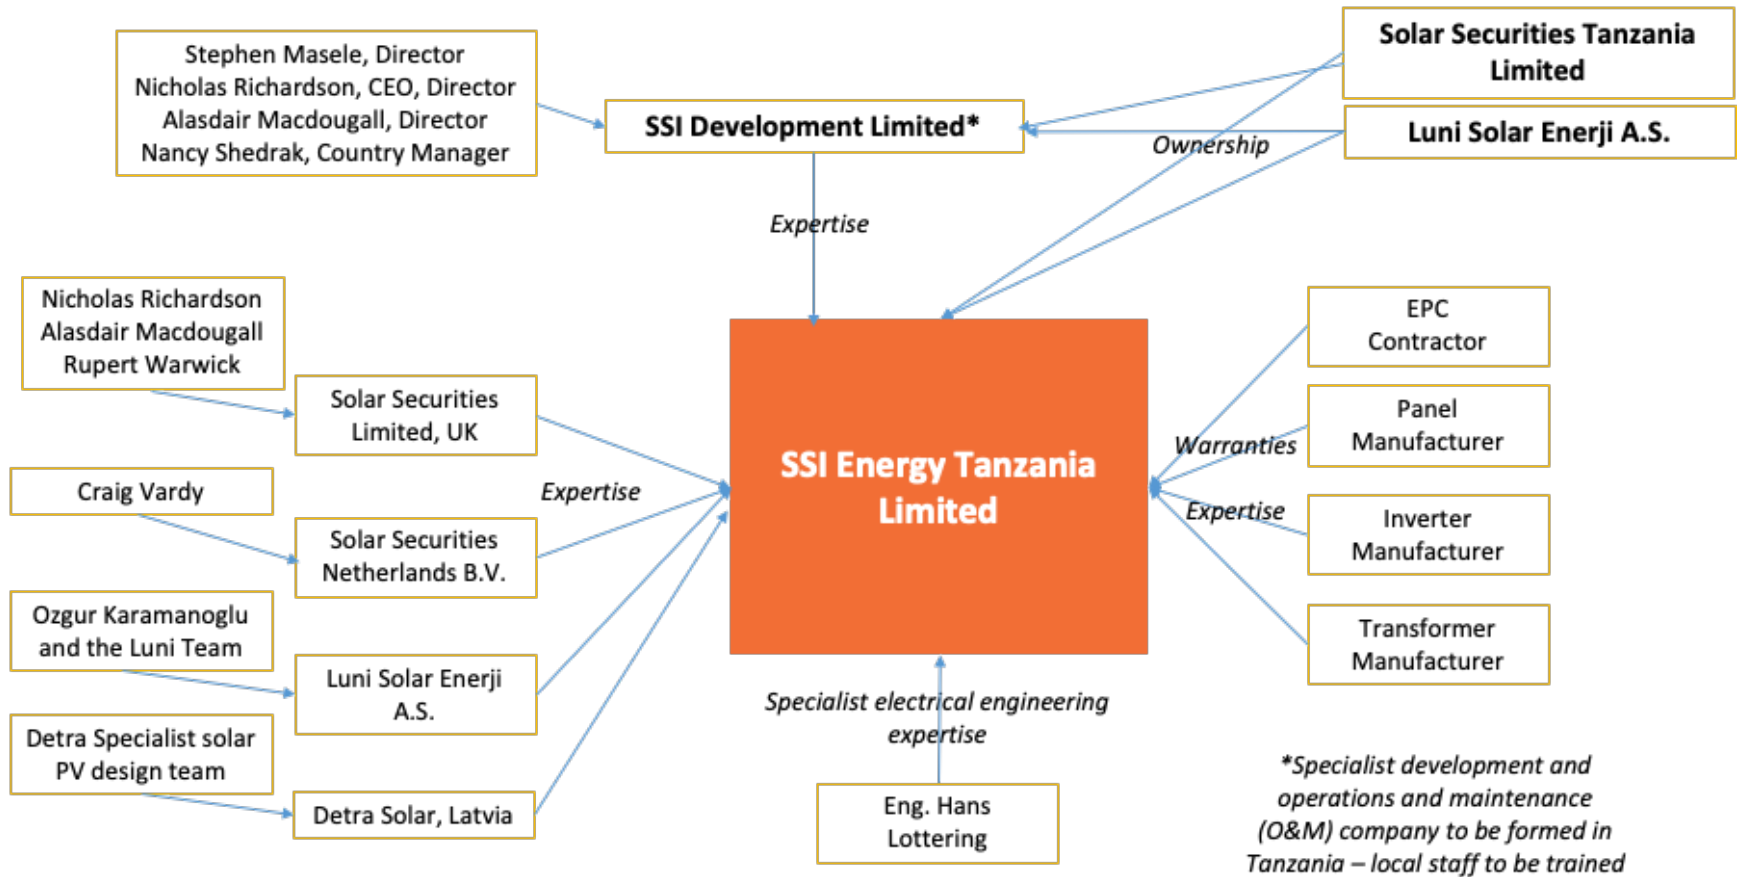 Stephen Masele, Director
Nicholas Richardson, CEO, Director
Alasdair Macdougall, Director
Nancy Shedrak, Country Manager
SSI Development Limited*
Solar Securities Tanzania
Limited
Luni Solar Enerji A.S.
Ownership
Expertise
Nicholas Richardson
Alasdair Macdougall
Rupert Warwick
Solar Securities
Limited, UK
Craig Vardy
Solar Securities
Netherlands B.V.
Ozgur Karamanoglu
and the Luni Team
Luni Solar Enerji
A.S.
Detra Specialist solar
PV design team
Detra Solar, Latvia
Expertise
SSI Energy Tanzania
Limited
Specialist electrical engineering
expertise
Eng. Hans
Lottering
EPC
Contractor
Panel
Manufacturer
Warranties
Expertise
Inverter
Manufacturer
Transformer
Manufacturer
*Specialist development and
operations and maintenance
(O&M) company to be formed in
Tanzania – local staff to be trained